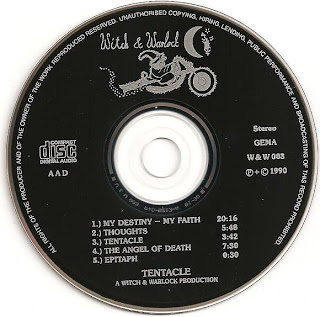 ALL RIGHTS OF THE PRODUCER AND OF THE OWNER OF THE WORK REPRODUCED RESERVED. UNAUTHORISED COPYING, HIRING, LENDING, PUBLIC PERFORMANCE AND BROADCASTING OF THIS RECORD PROHIBITED.
Witch & Warlock
COMPACT
disc
DIGITAL AUDIO
AAD
Stereo
GEMA
W & W 003
℗ + © 1990
1.) MY DESTINY – MY FAITH 20:16
2.) THOUGHTS 5:48
3.) TENTACLE 3:42
4.) THE ANGEL OF DEATH 7:30
5.) EPITAPH 0:30
TENTACLE
A WITCH & WARLOCK PRODUCTION